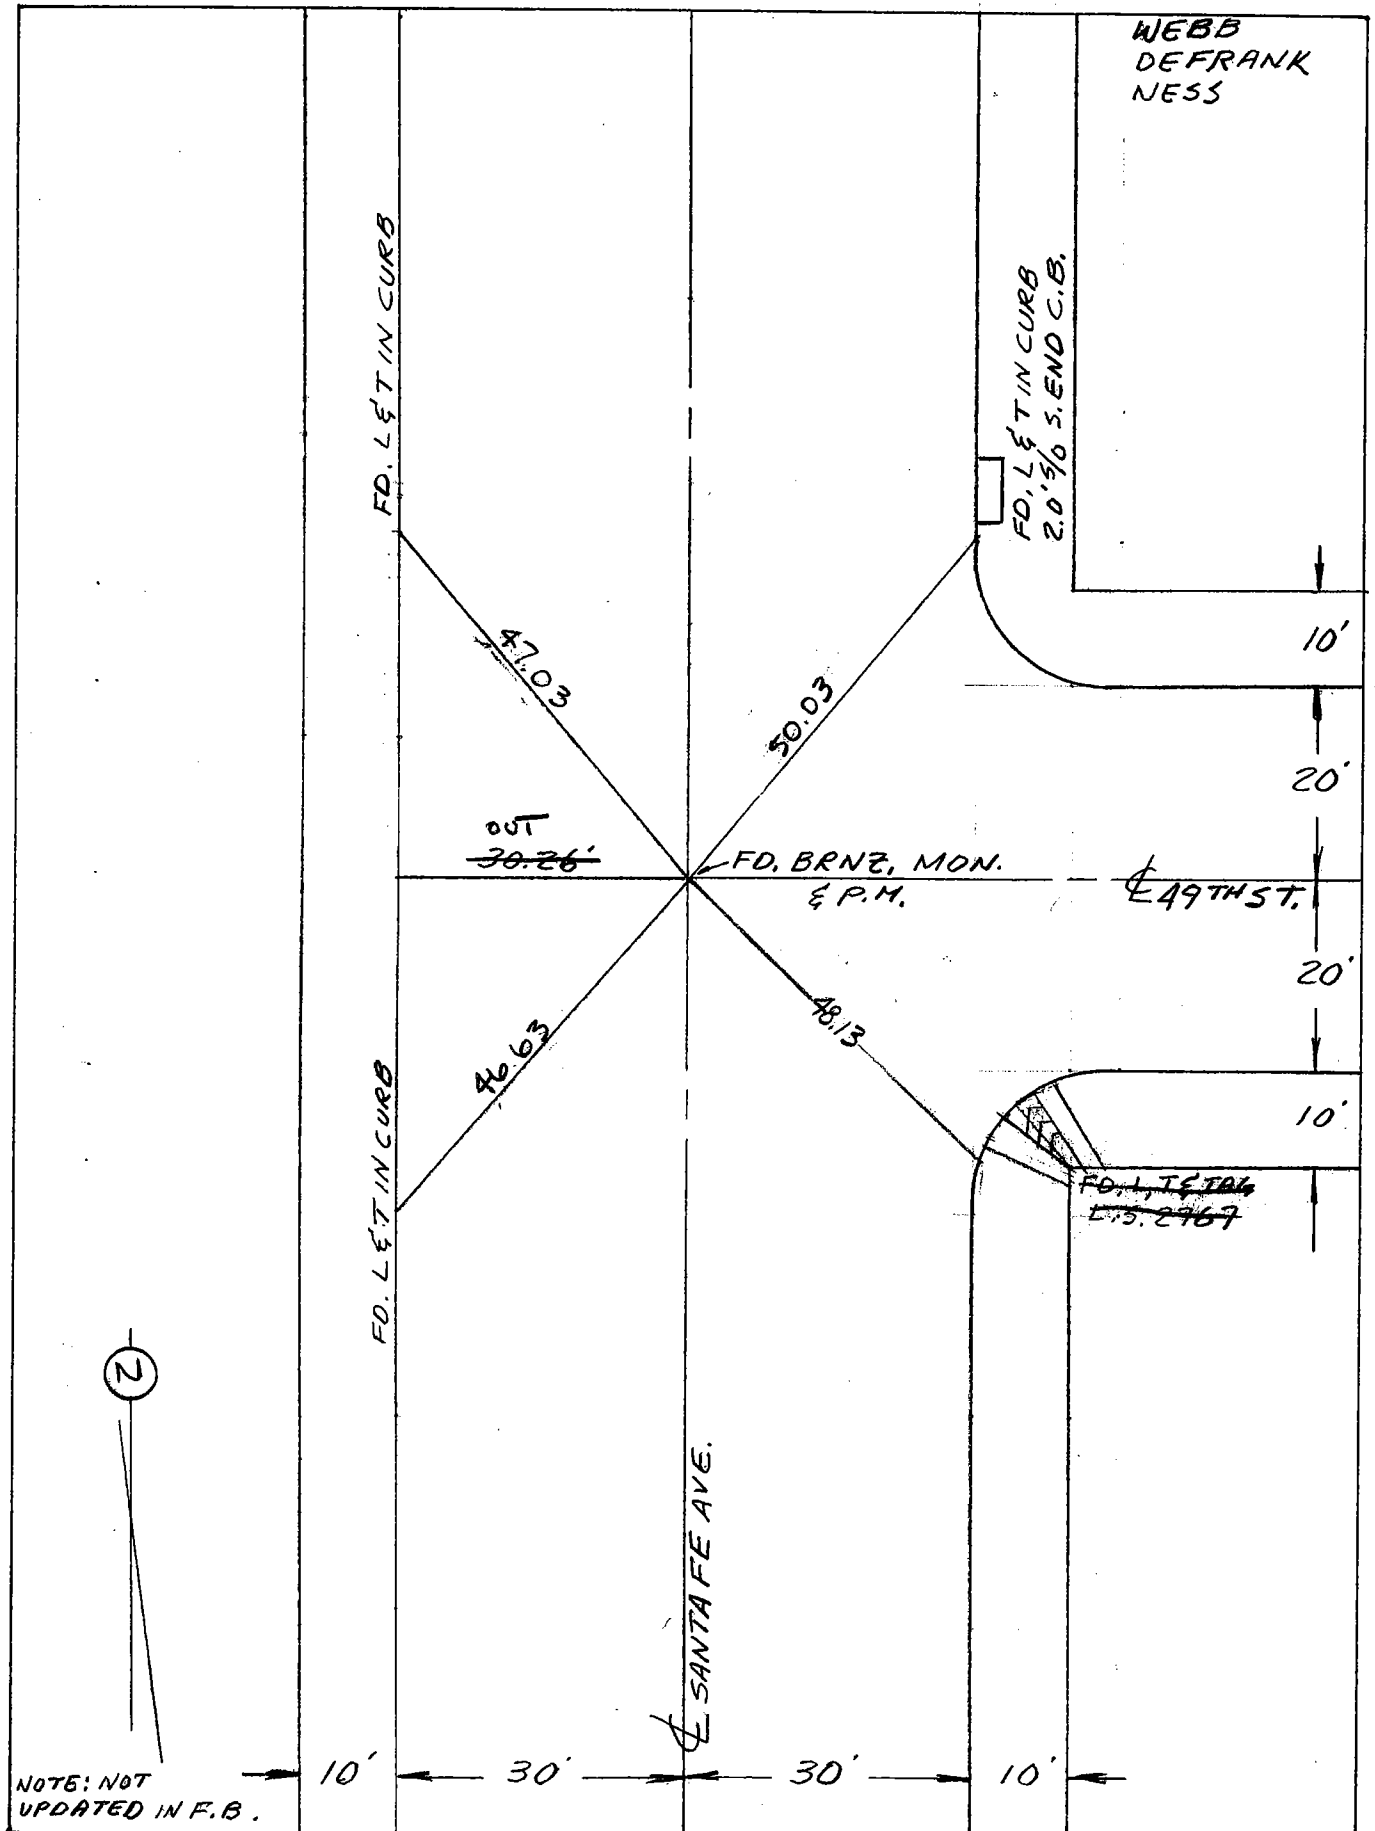 WEBB
DEFRANK
NESS
FD. L & T IN CURB
FD. L & T IN CURB
2.0' S/O S. END C.B.
10'
47.03
50.03
20'
OUT
30.26'
FD. BRNZ. MON.
& P.M.
℄ 49TH ST.
20'
48.13
46.63
10'
FD. L & T IN CURB
FD. L, T & TAG
L.S. 2767
℄ SANTA FE AVE.
10'
30'
30'
10'
NOTE: NOT
UPDATED IN F.B.